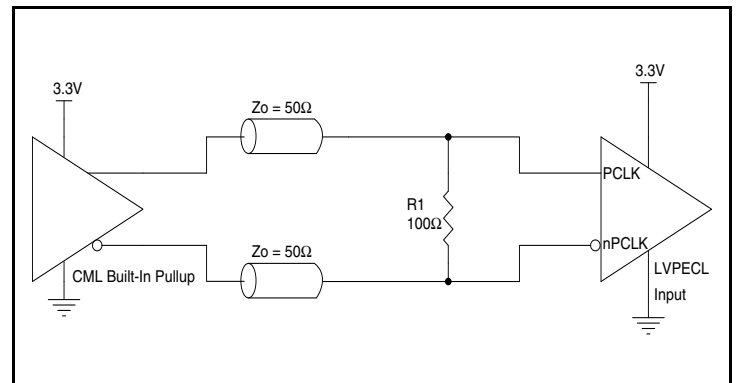 3.3V
3.3V
Zo = 50Ω
PCLK
R1
100Ω
nPCLK
Zo = 50Ω
CML Built-In Pullup
LVPECL
Input